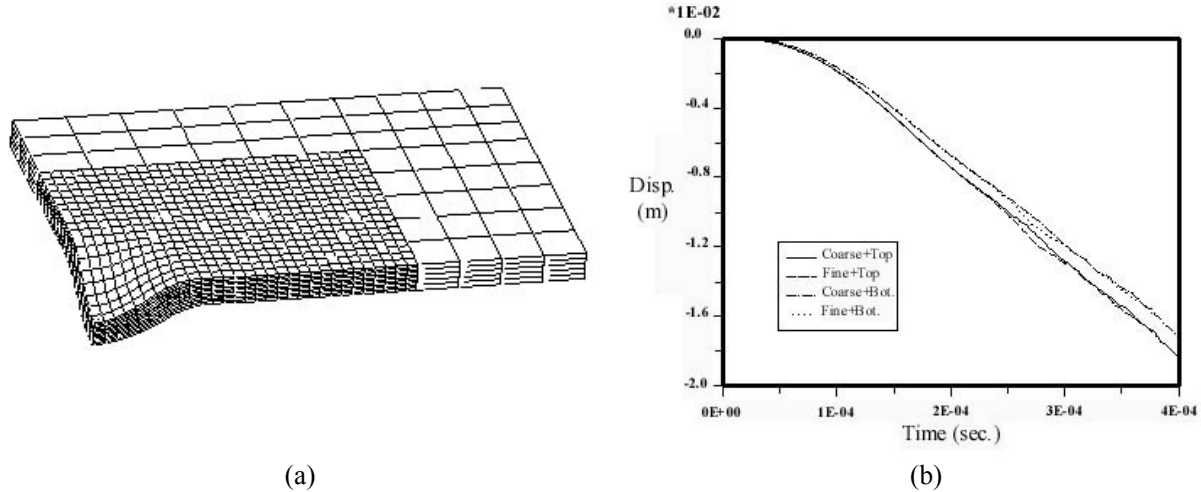 *1E-02
0.0
-0.4
-0.8
-1.2
-1.6
-2.0
Disp.
(m)
Coarse+Top
Fine+Top
Coarse+Bot.
Fine+Bot.
0E+00 1E-04 2E-04 3E-04 4E-04
Time (sec.)
(a) (b)